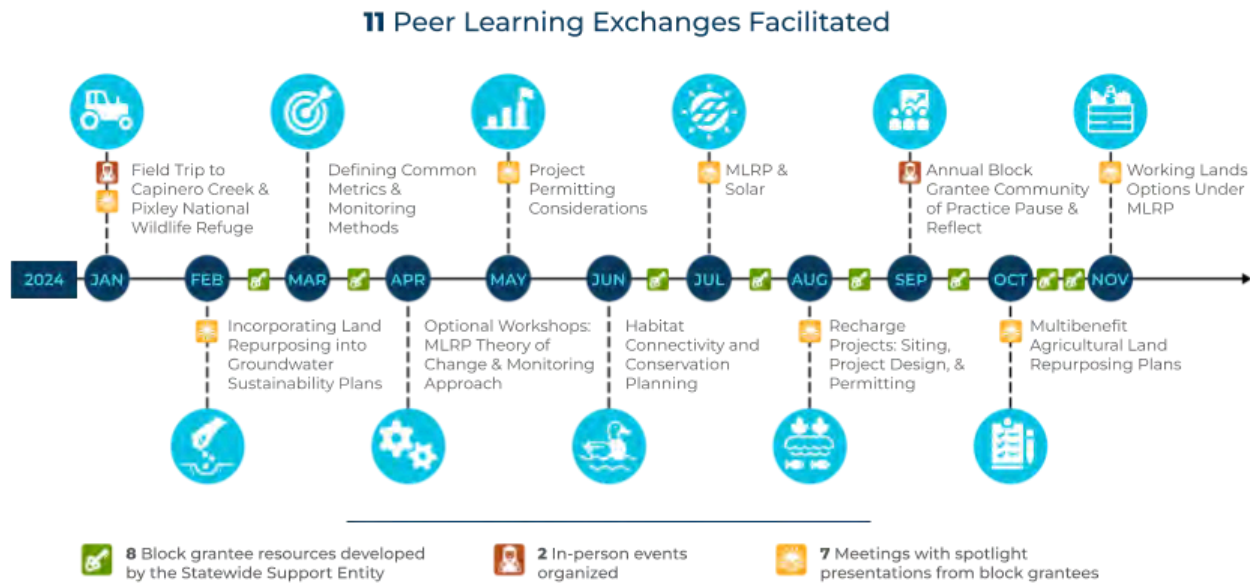 11 Peer Learning Exchanges Facilitated
Field Trip to
Capinero Creek &
Pixley National
Wildlife Refuge
Defining Common
Metrics &
Monitoring
Methods
Project
Permitting
Considerations
MLRP &
Solar
Annual Block
Grantee Community
of Practice Pause &
Reflect
Working Lands
Options Under
MLRP
2024
JAN
FEB
MAR
APR
MAY
JUN
JUL
AUG
SEP
OCT
NOV
Incorporating Land
Repurposing into
Groundwater
Sustainability Plans
Optional Workshops:
MLRP Theory of
Change & Monitoring
Approach
Habitat
Connectivity and
Conservation
Planning
Recharge
Projects: Siting,
Project Design, &
Permitting
Multibenefit
Agricultural Land
Repurposing Plans
8 Block grantee resources developed
by the Statewide Support Entity
2 In-person events
organized
7 Meetings with spotlight
presentations from block grantees